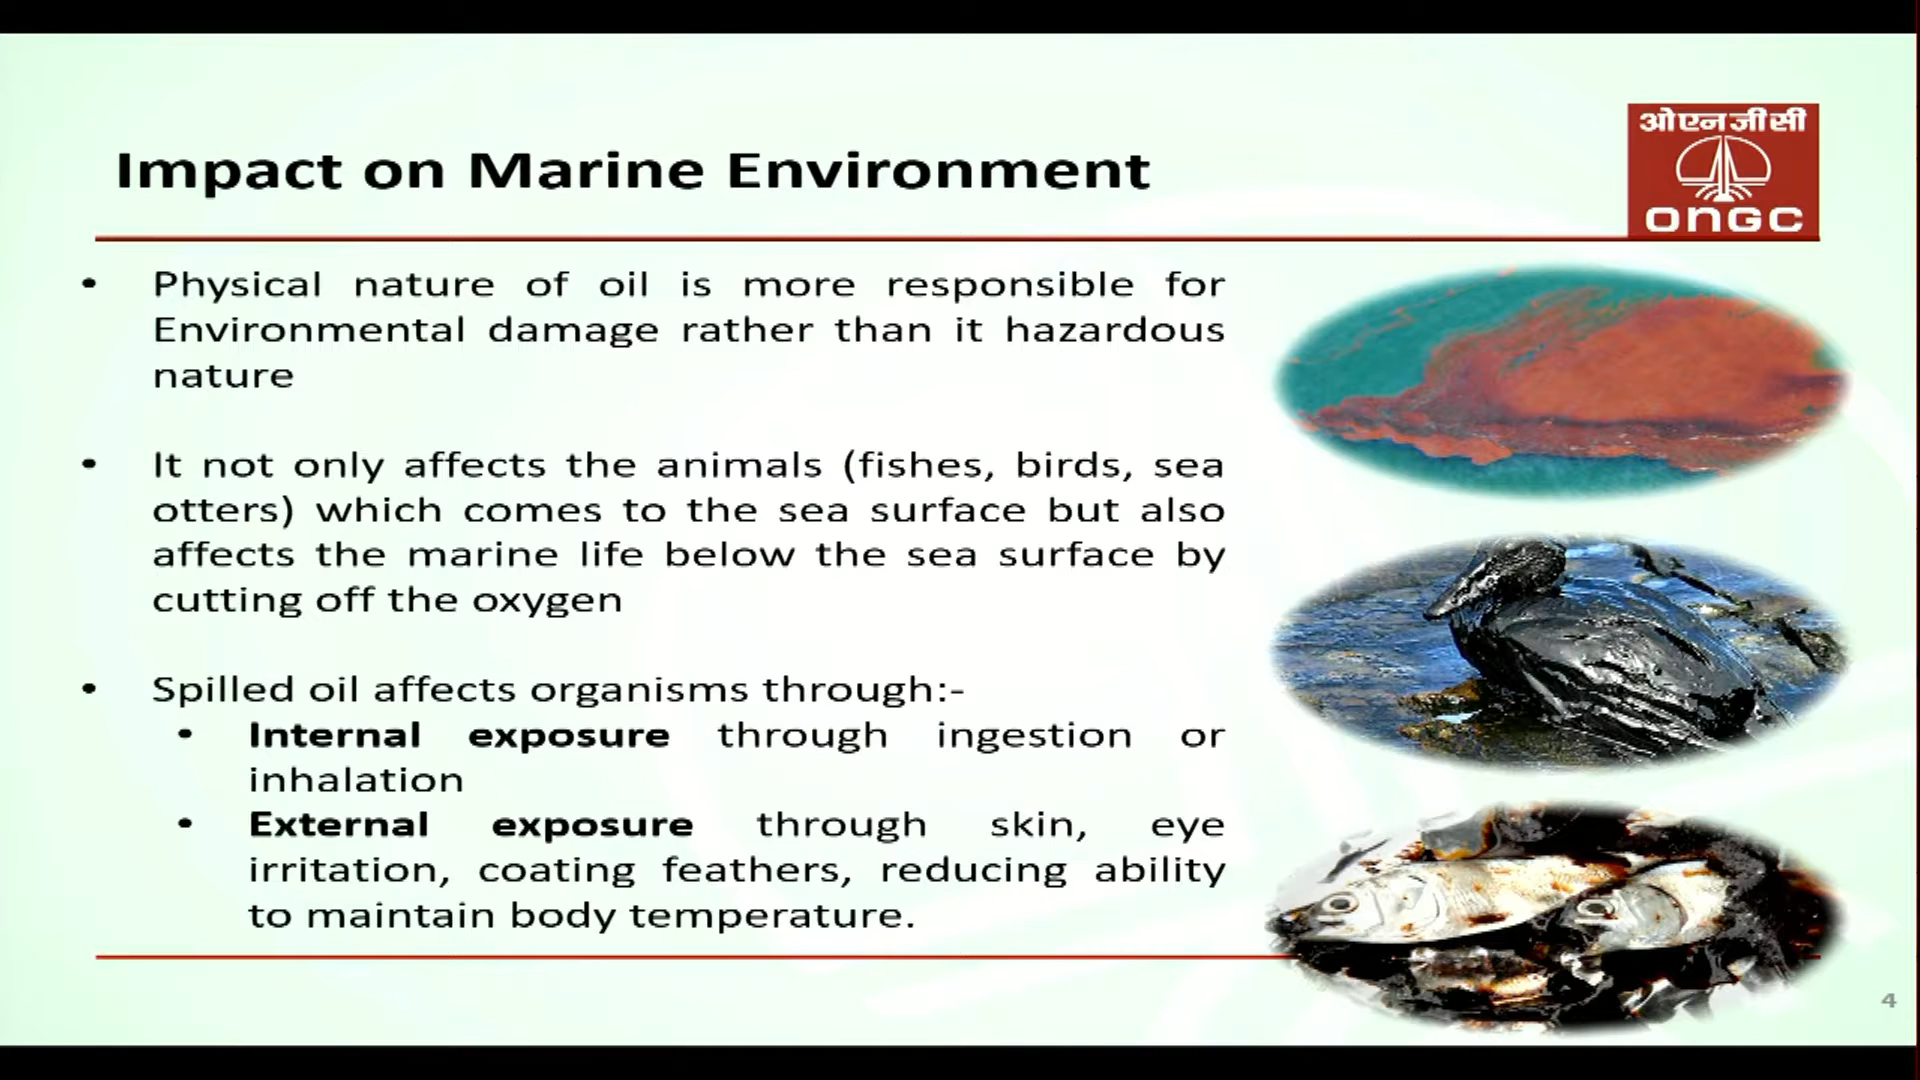 ओएनजीसी
ONGC
Impact on Marine Environment
• Physical nature of oil is more responsible for
Environmental damage rather than it hazardous
nature
• It not only affects the animals (fishes, birds, sea
otters) which comes to the sea surface but also
affects the marine life below the sea surface by
cutting off the oxygen
• Spilled oil affects organisms through:-
• Internal exposure through ingestion or
inhalation
• External exposure through skin, eye
irritation, coating feathers, reducing ability
to maintain body temperature.
4